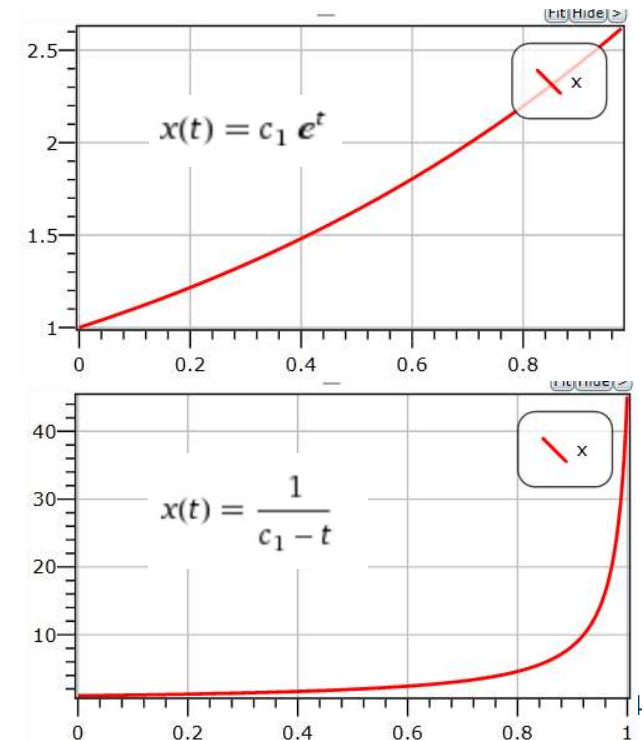 Fit Hide >
2.5
x
x(t) = c₁ eᵗ
2
1.5
1
0 0.2 0.4 0.6 0.8
Fit Hide >
40
x
x(t) = 1 / (c₁ − t)
30
20
10
0 0.2 0.4 0.6 0.8 1